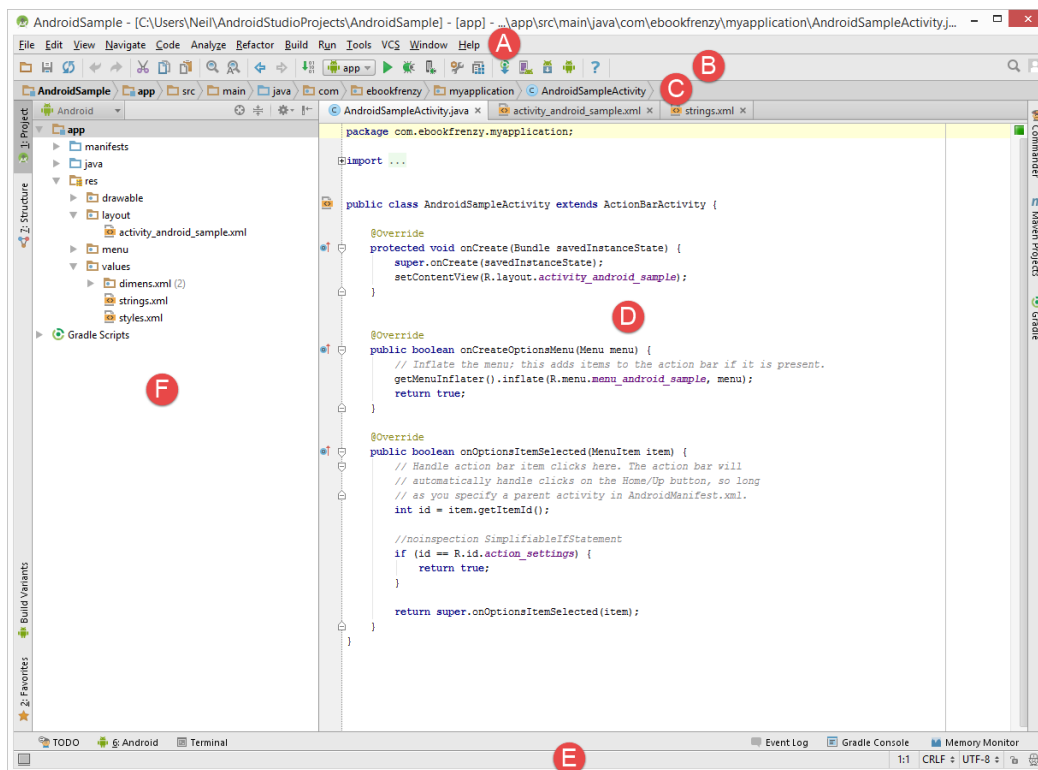 AndroidSample - [C:\Users\Neil\AndroidStudioProjects\AndroidSample] - [app] - ...\app\src\main\java\com\ebookfrenzy\myapplication\AndroidSampleActivity.j...
File Edit View Navigate Code Analyze Refactor Build Run Tools VCS Window Help
A
app
B
AndroidSample app src main java com ebookfrenzy myapplication AndroidSampleActivity
C
1: Project
7: Structure
Build Variants
2: Favorites
Android
app
manifests
java
res
drawable
layout
activity_android_sample.xml
menu
values
dimens.xml (2)
strings.xml
styles.xml
Gradle Scripts
F
AndroidSampleActivity.java × activity_android_sample.xml × strings.xml ×
package com.ebookfrenzy.myapplication;
import ...
public class AndroidSampleActivity extends ActionBarActivity {
@Override
protected void onCreate(Bundle savedInstanceState) {
super.onCreate(savedInstanceState);
setContentView(R.layout.activity_android_sample);
}
D
@Override
public boolean onCreateOptionsMenu(Menu menu) {
// Inflate the menu; this adds items to the action bar if it is present.
getMenuInflater().inflate(R.menu.menu_android_sample, menu);
return true;
}
@Override
public boolean onOptionsItemSelected(MenuItem item) {
// Handle action bar item clicks here. The action bar will
// automatically handle clicks on the Home/Up button, so long
// as you specify a parent activity in AndroidManifest.xml.
int id = item.getItemId();
//noinspection SimplifiableIfStatement
if (id == R.id.action_settings) {
return true;
}
return super.onOptionsItemSelected(item);
}
}
Commander
Maven Projects
Gradle
TODO 6: Android Terminal Event Log Gradle Console Memory Monitor
E
1:1 CRLF UTF-8